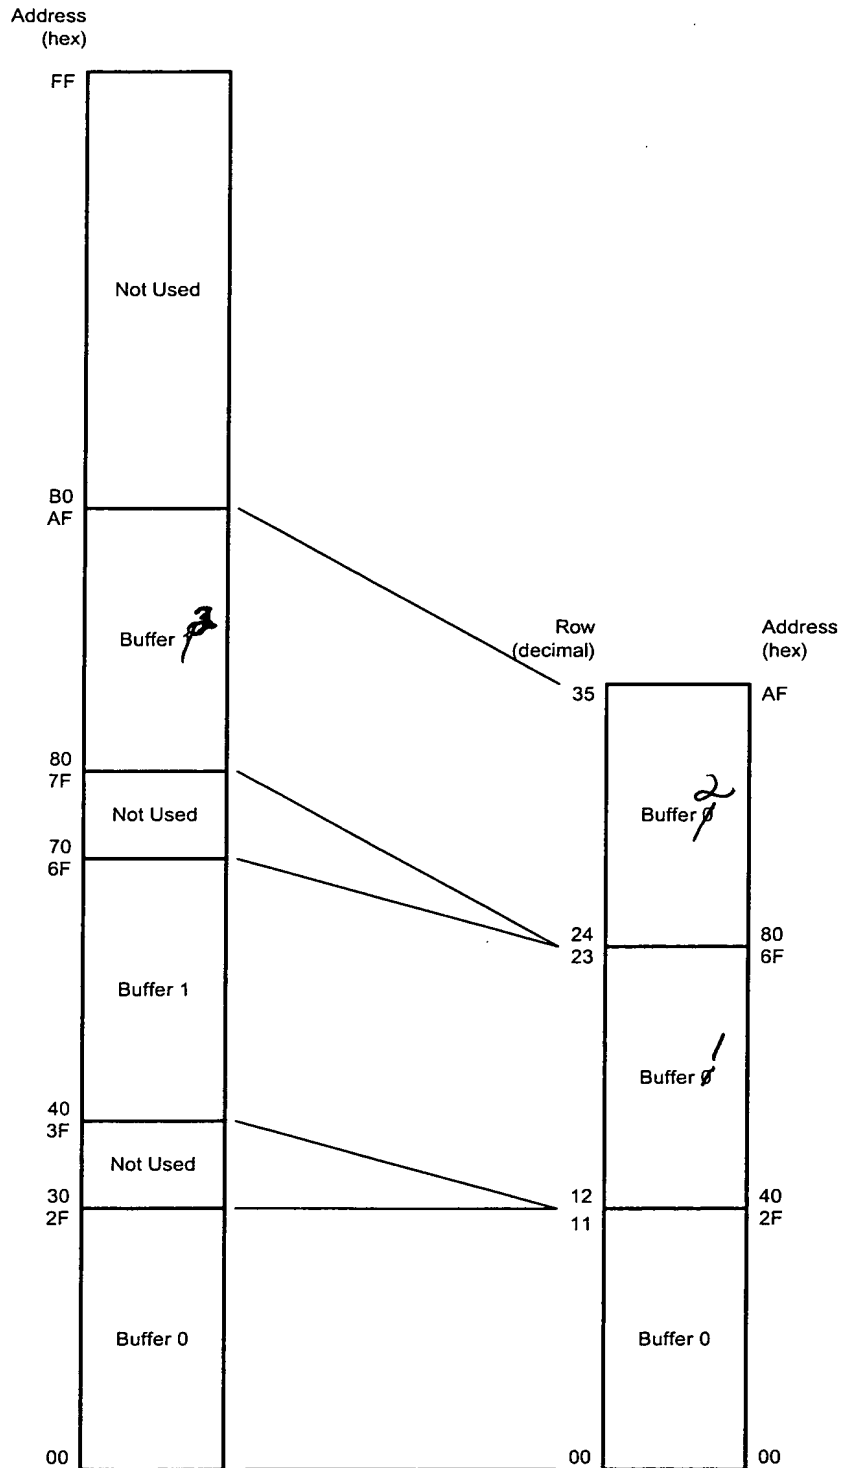 Address
(hex)
FF
Not Used
B0
AF
Buffer
80
7F
Not Used
70
6F
Buffer 1
40
3F
Not Used
30
2F
Buffer 0
00
Row
(decimal)
Address
(hex)
35
AF
Buffer 0 2
24
23
80
6F
Buffer 0 1
12
11
40
2F
Buffer 0
00
00